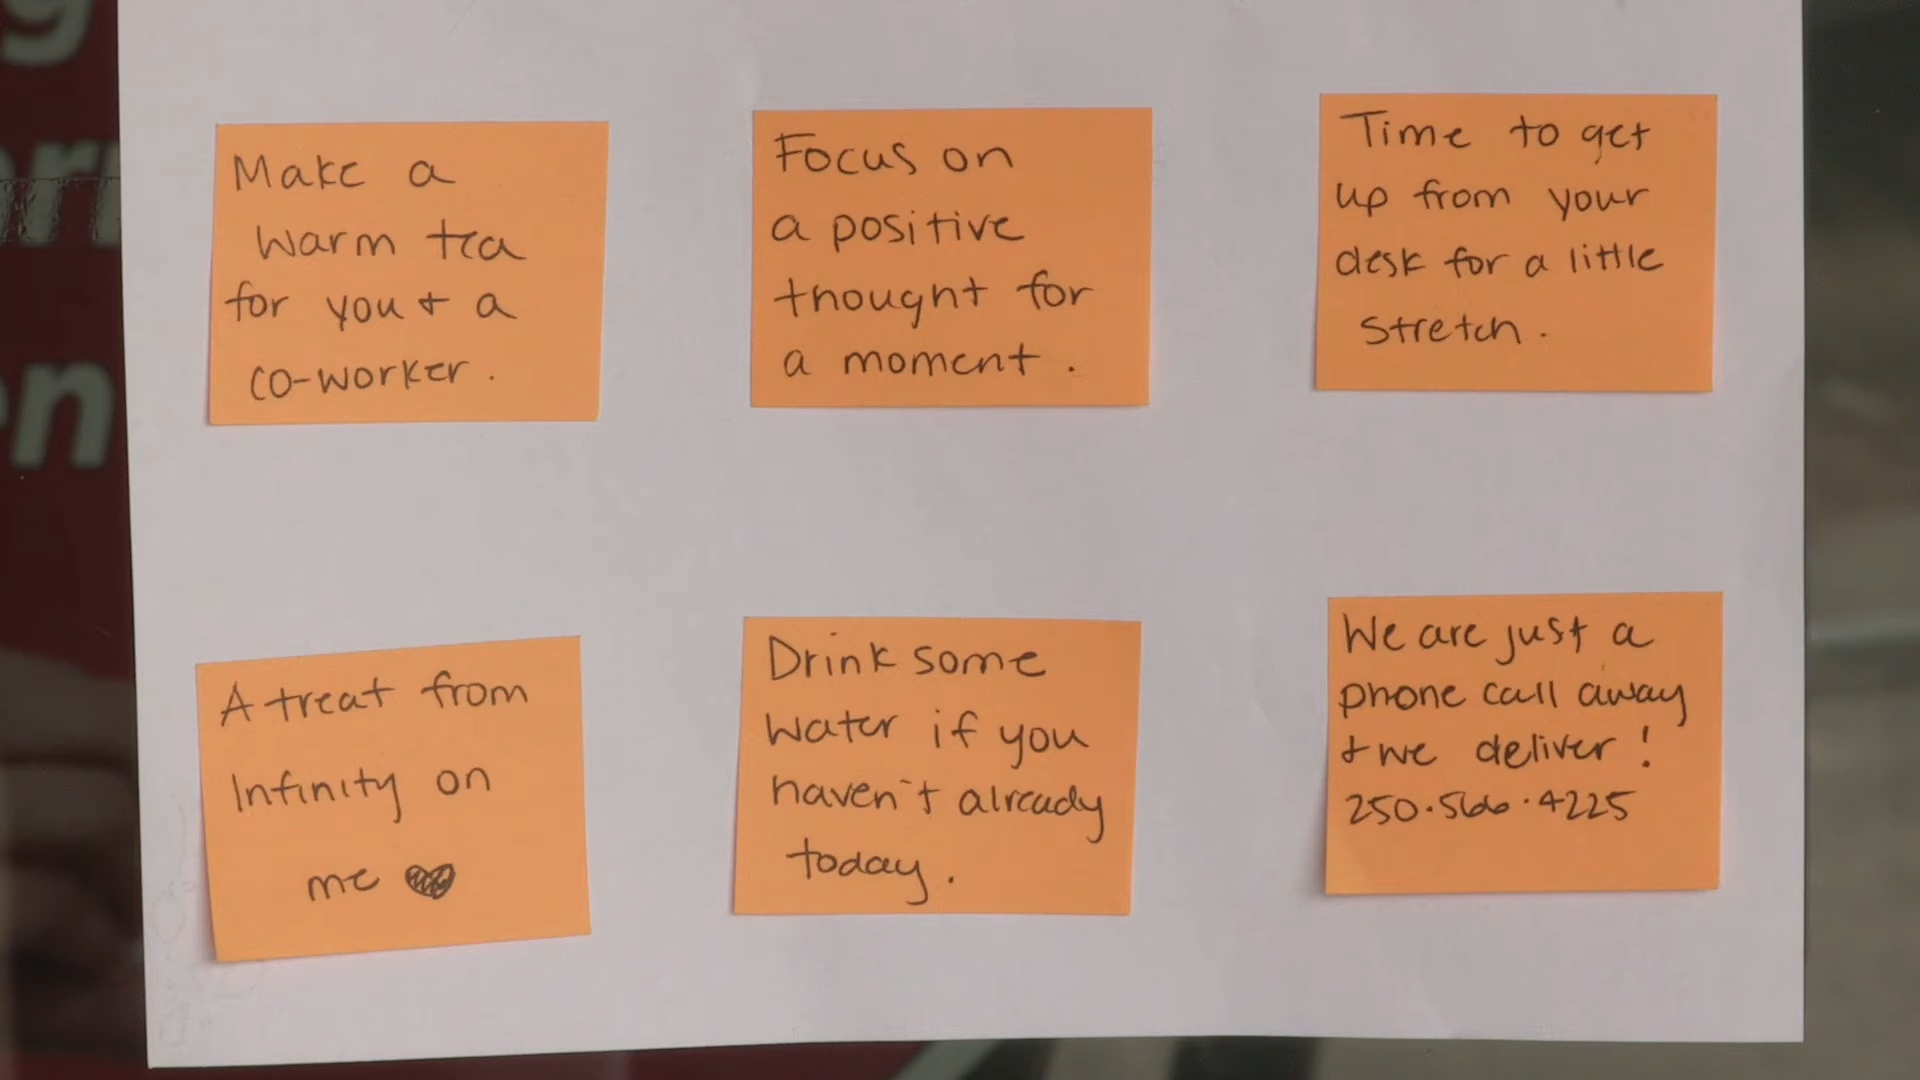 Make a
warm tea
for you + a
co-worker.
Focus on
a positive
thought for
a moment.
Time to get
up from your
desk for a little
stretch.
A treat from
Infinity on
me
Drink some
water if you
haven't already
today.
We are just a
phone call away
+ we deliver!
250.566.4225
g
en